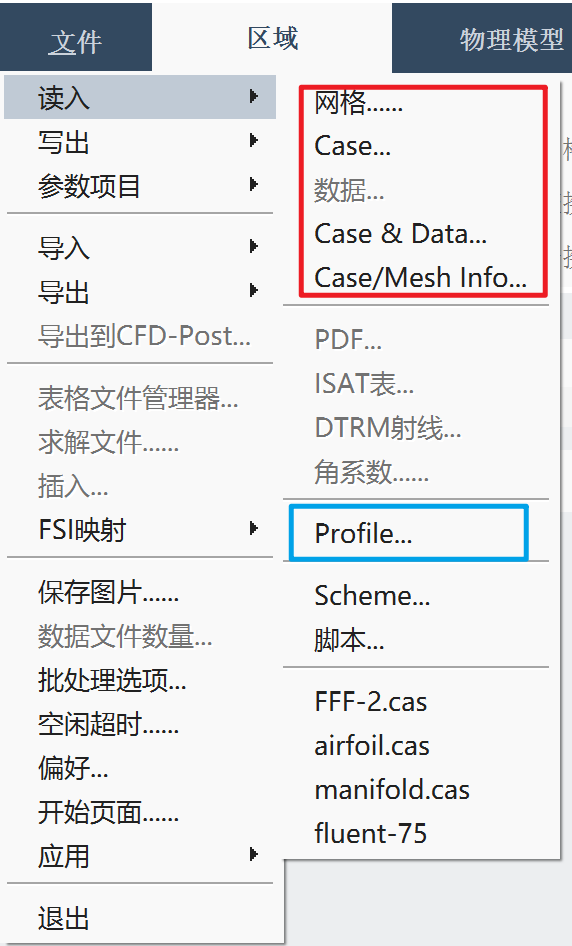 文件
区域
物理模型
读入
写出
参数项目
导入
导出
导出到CFD-Post...
表格文件管理器...
求解文件......
插入...
FSI映射
保存图片......
数据文件数量...
批处理选项...
空闲超时......
偏好...
开始页面......
应用
退出
网格......
Case...
数据...
Case & Data...
Case/Mesh Info...
PDF...
ISAT表...
DTRM射线...
角系数......
Profile...
Scheme...
脚本...
FFF-2.cas
airfoil.cas
manifold.cas
fluent-75